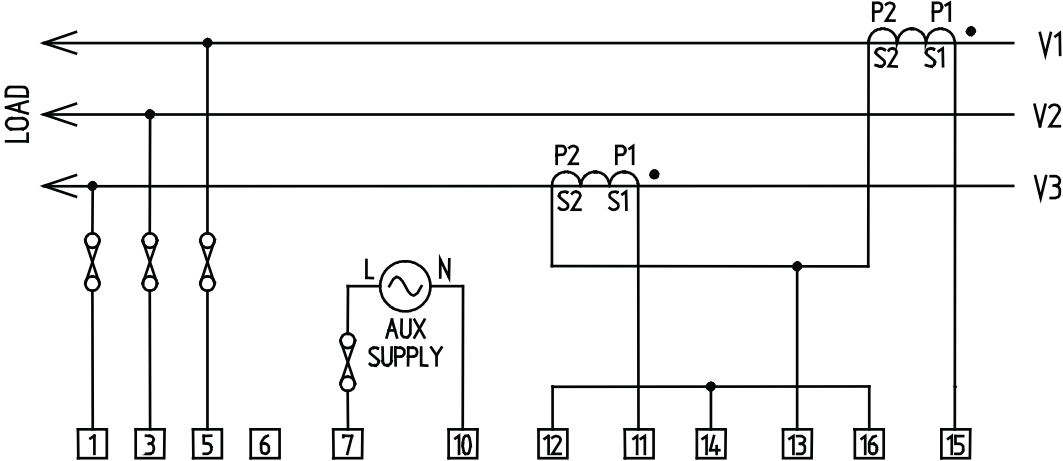 P2 P1
S2 S1
V1
LOAD
V2
P2 P1
S2 S1
V3
L N
AUX
SUPPLY
1 3 5 6 7 10 12 11 14 13 16 15